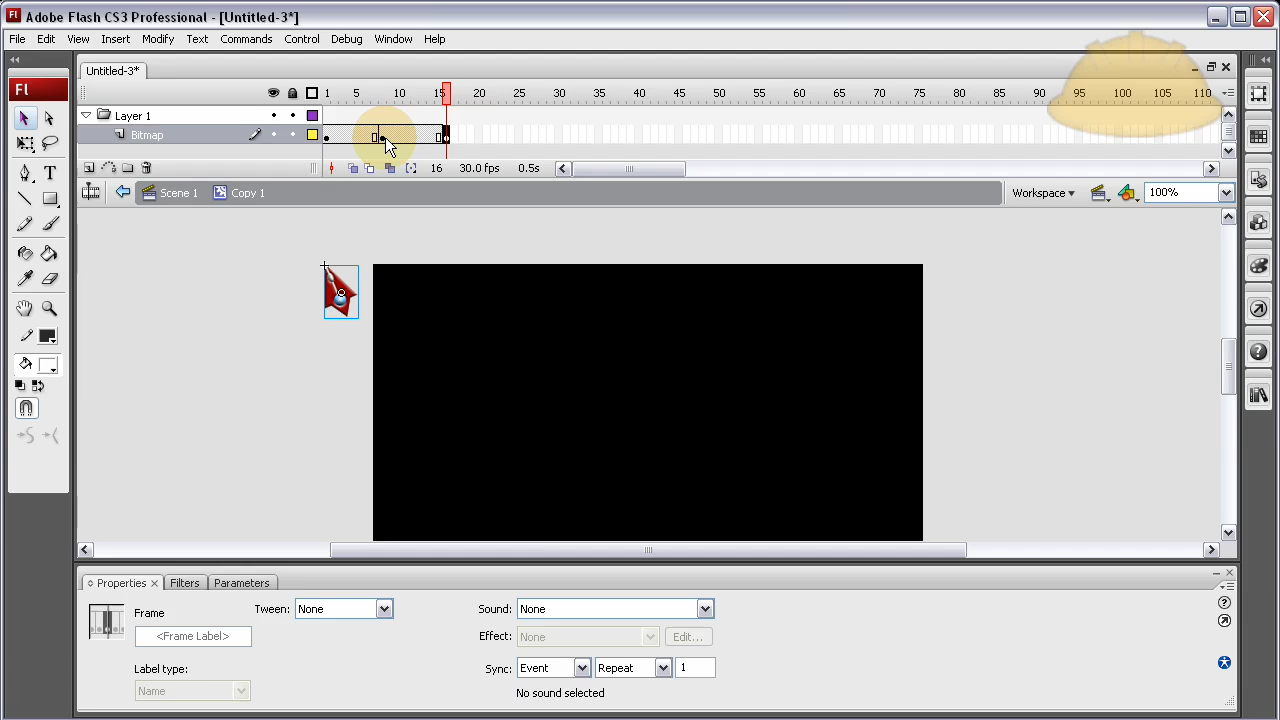 Fl Adobe Flash CS3 Professional - [Untitled-3*]
File Edit View Insert Modify Text Commands Control Debug Window Help
Fl
Untitled-3*
1 5 10 15 20 25 30 35 40 45 50 55 60 65 70 75 80 85 90 95 100 105 110
Layer 1
Bitmap
16 30.0 fps 0.5s
Scene 1 Copy 1 Workspace 100%
Properties Filters Parameters
Frame Tween: None Sound: None
<Frame Label> Effect: None Edit...
Label type: Sync: Event Repeat 1
Name No sound selected